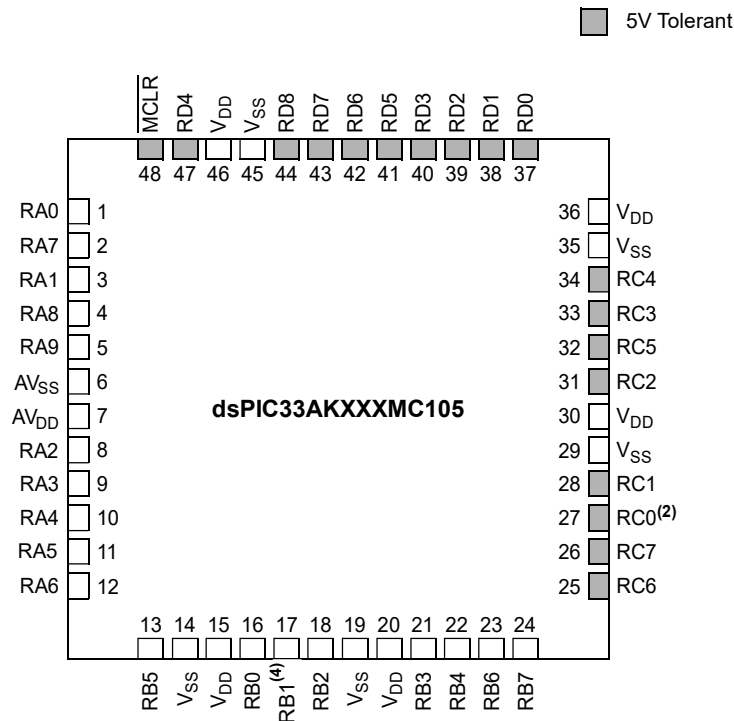 5V Tolerant
MCLR
RD4
VDD
VSS
RD8
RD7
RD6
RD5
RD3
RD2
RD1
RD0
48 47 46 45 44 43 42 41 40 39 38 37
RA0 1
RA7 2
RA1 3
RA8 4
RA9 5
AVSS 6
AVDD 7
RA2 8
RA3 9
RA4 10
RA5 11
RA6 12
dsPIC33AKXXXMC105
36 VDD
35 VSS
34 RC4
33 RC3
32 RC5
31 RC2
30 VDD
29 VSS
28 RC1
27 RC0(2)
26 RC7
25 RC6
13 14 15 16 17 18 19 20 21 22 23 24
RB5
VSS
VDD
RB0
RB1(4)
RB2
VSS
VDD
RB3
RB4
RB6
RB7